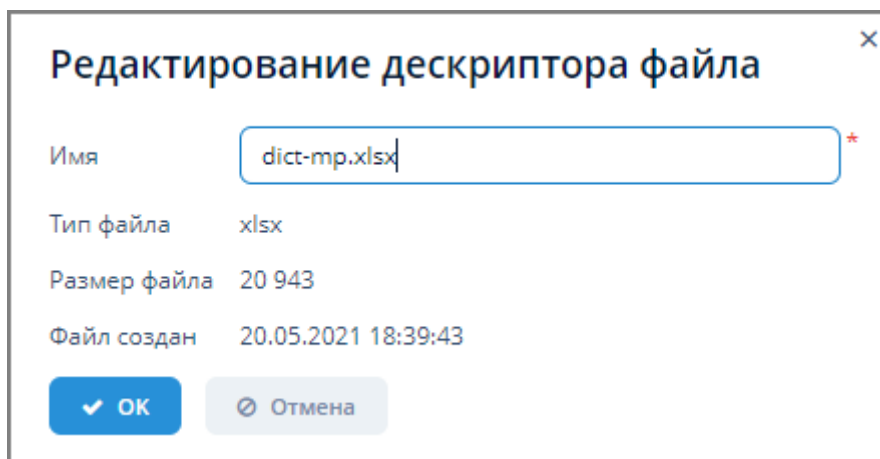 Редактирование дескриптора файла
Имя dict-mp.xlsx *
Тип файла xlsx
Размер файла 20 943
Файл создан 20.05.2021 18:39:43
ОК Отмена